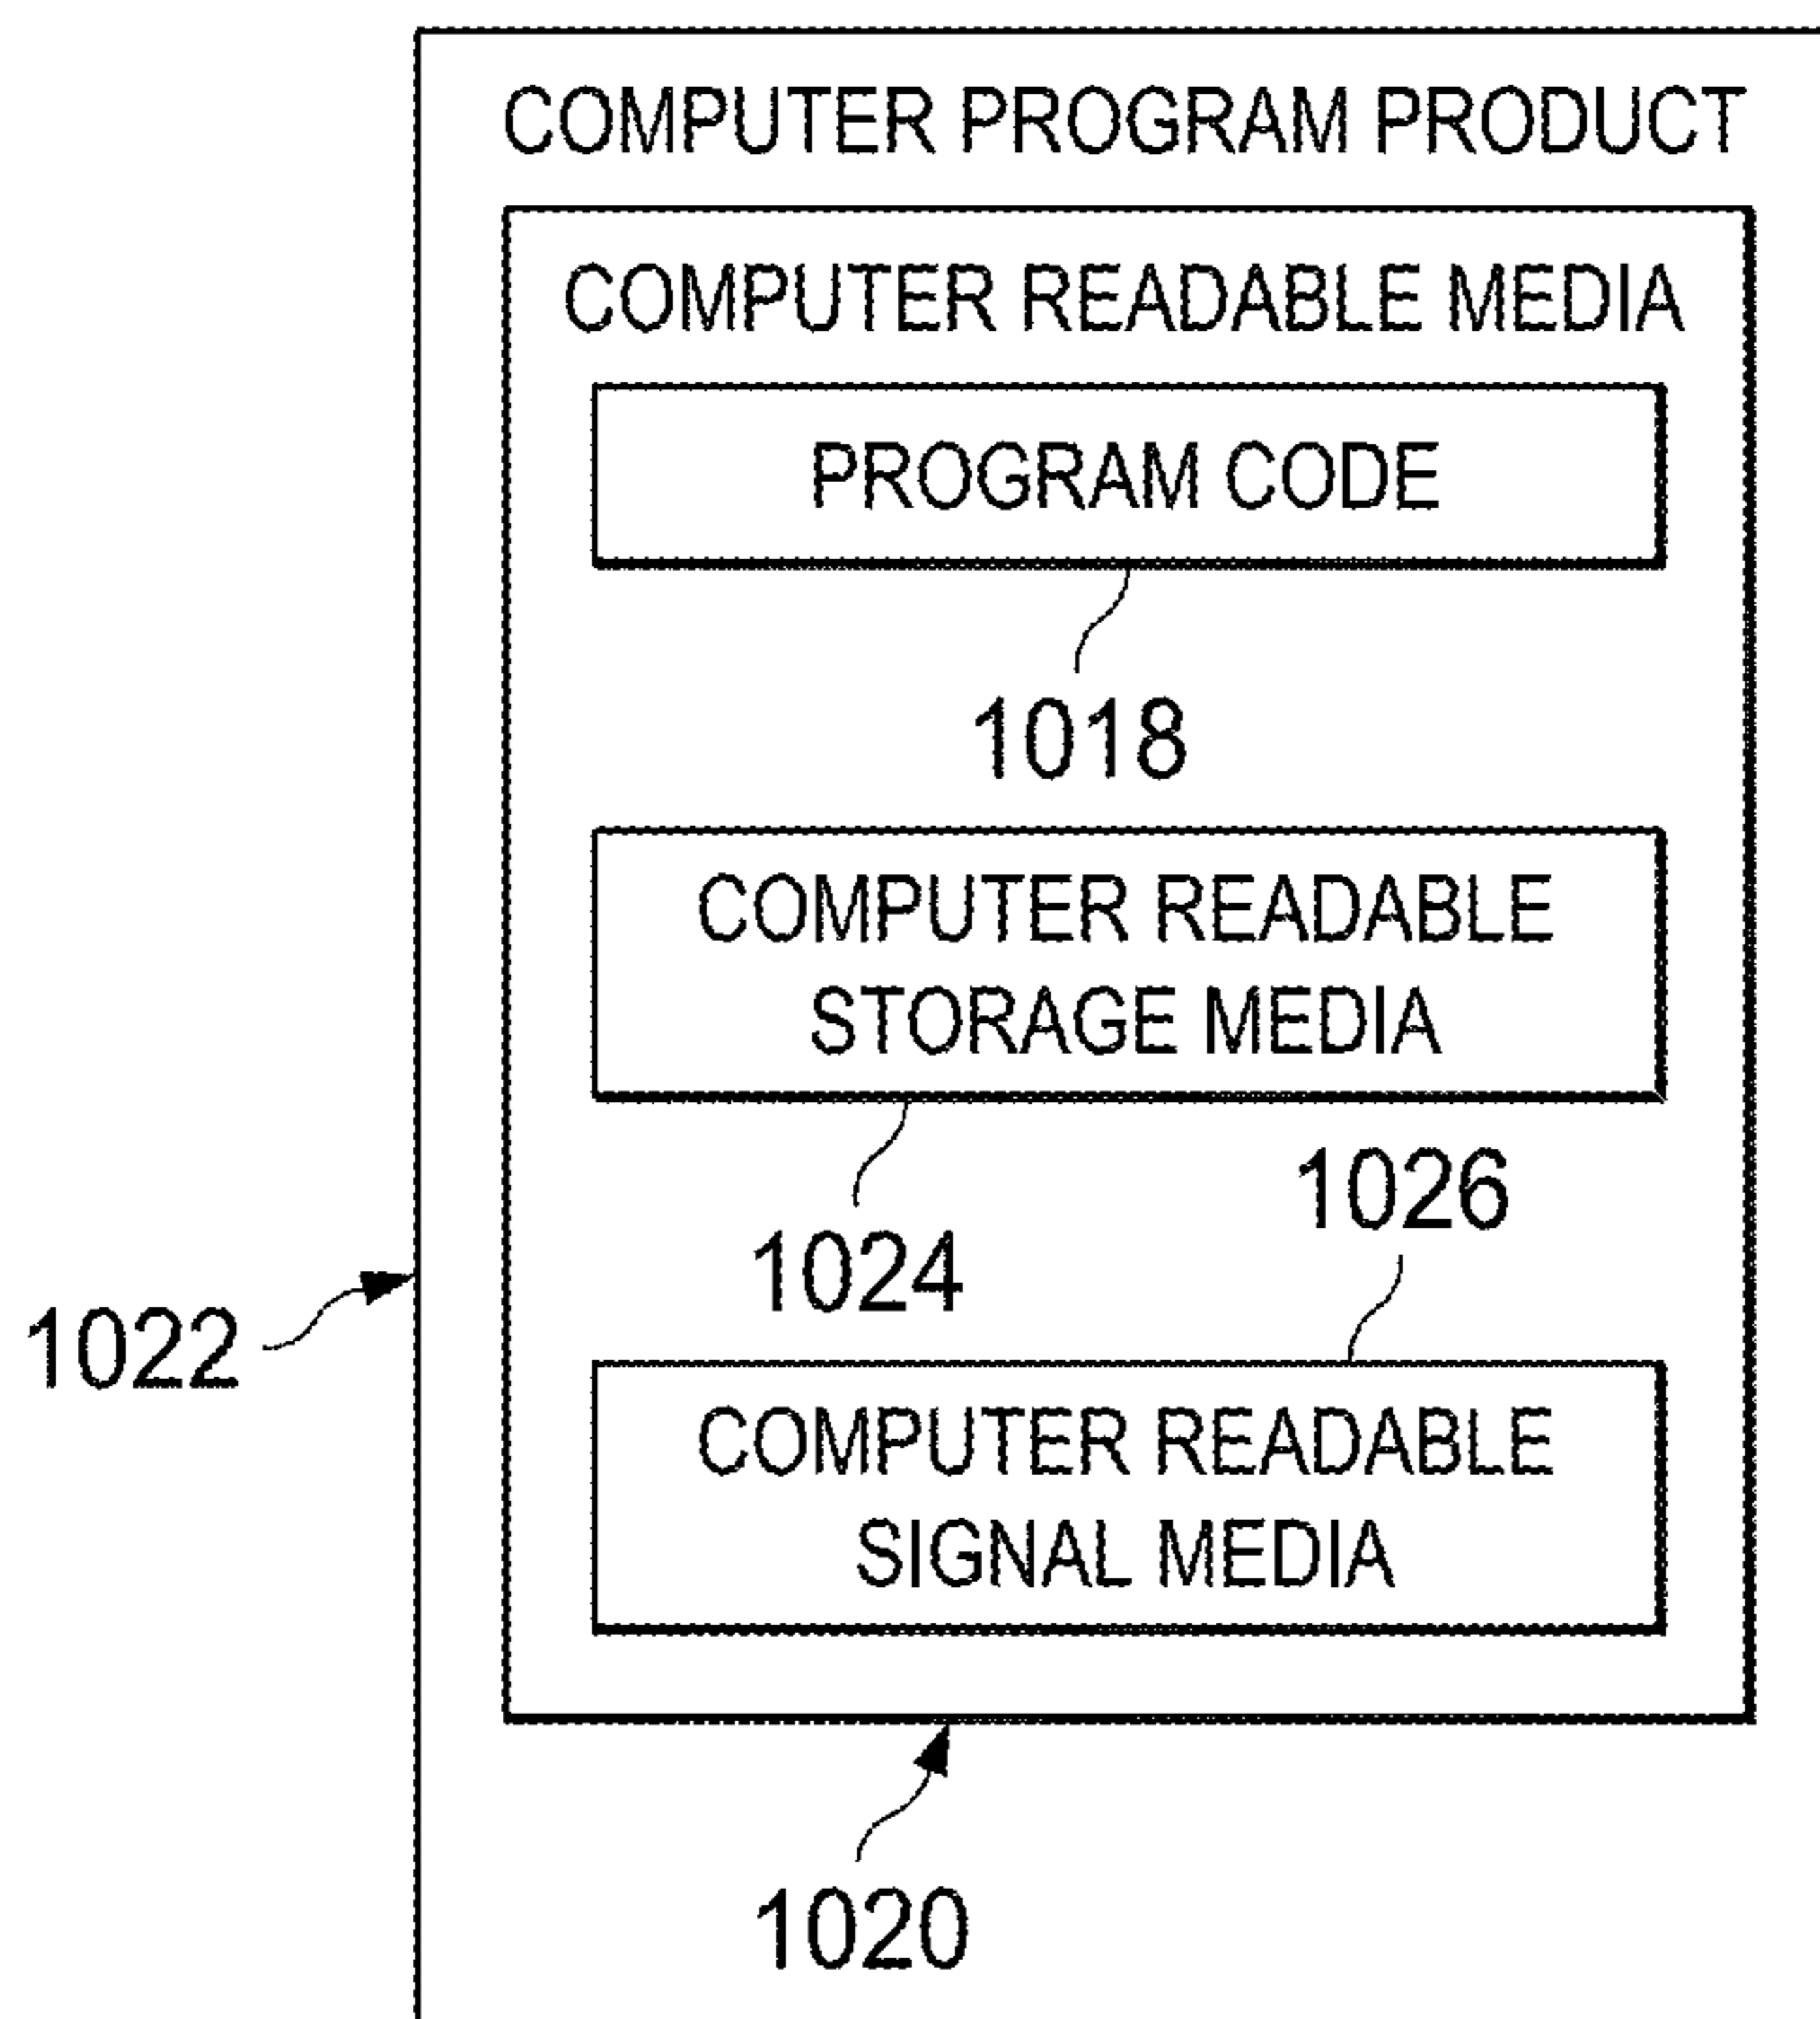 COMPUTER PROGRAM PRODUCT
COMPUTER READABLE MEDIA
PROGRAM CODE
1018
COMPUTER READABLE
STORAGE MEDIA
1026
1024
1022
COMPUTER READABLE
SIGNAL MEDIA
1020